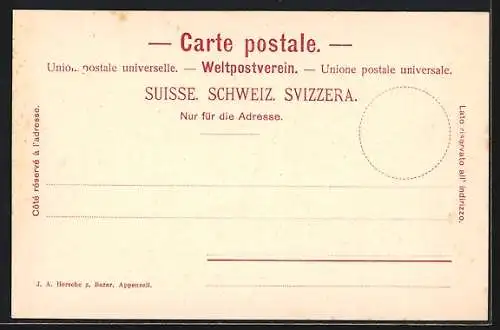 — Carte postale. —
Union postale universelle. — Weltpostverein. — Unione postale universale.
SUISSE. SCHWEIZ. SVIZZERA.
Nur für die Adresse.
Côté réservé à l'adresse.
Lato riservato all' indirizzo.
J. A. Hersche z. Bazar, Appenzell.